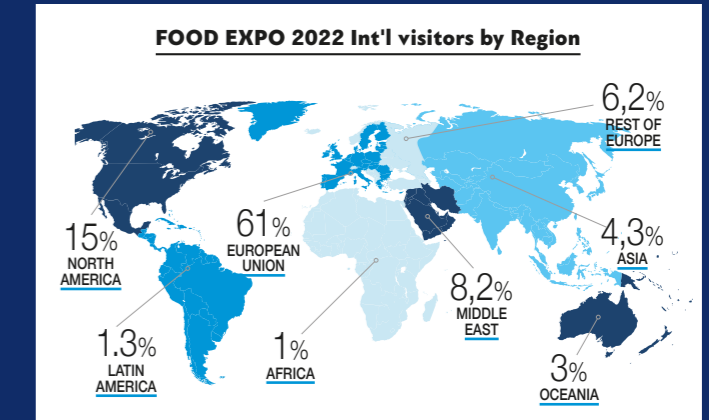 FOOD EXPO 2022 Int'l visitors by Region
6,2%
REST OF
EUROPE
15%
NORTH
AMERICA
61%
EUROPEAN
UNION
4,3%
ASIA
8,2%
MIDDLE
EAST
1.3%
LATIN
AMERICA
1%
AFRICA
3%
OCEANIA